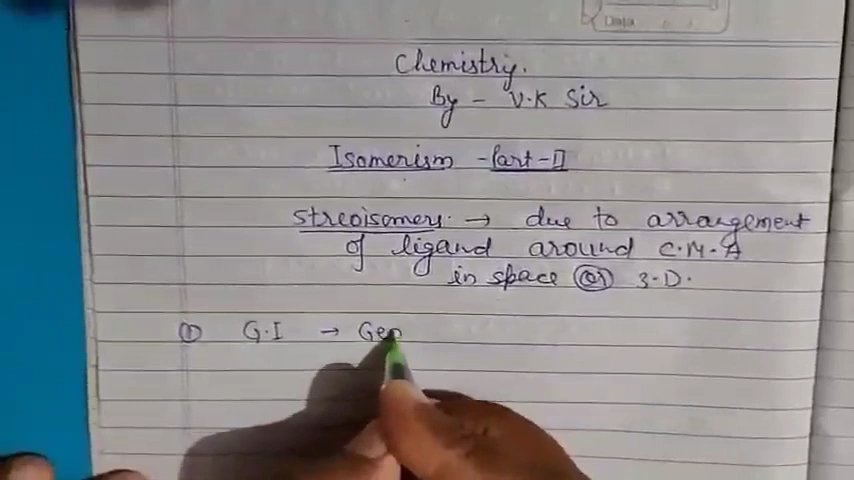 Chemistry.
By - V.K Sir
Isomerism - Part-II
streoisomers. → due to arrangement
of ligand around C.M.A
in space or 3-D.
① G.I → Geo